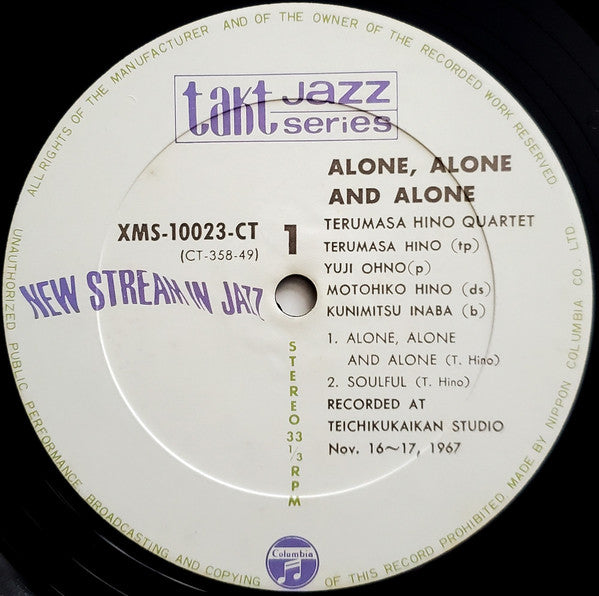 ALL RIGHTS OF THE MANUFACTURER AND OF THE OWNER OF THE RECORDED WORK RESERVED
UNAUTHORIZED PUBLIC PERFORMANCE BROADCASTING AND COPYING OF THIS RECORD PROHIBITED MADE BY NIPPON COLUMBIA CO., LTD.
takt jazz
series
ALONE, ALONE
AND ALONE
XMS-10023-CT
(CT-358-49)
1
NEW STREAM IN JAZZ
TERUMASA HINO QUARTET
TERUMASA HINO (tp)
YUJI OHNO(p)
MOTOHIKO HINO (ds)
KUNIMITSU INABA (b)
1. ALONE, ALONE
AND ALONE (T. Hino)
2. SOULFUL (T. Hino)
RECORDED AT
TEICHIKUKAIKAN STUDIO
Nov. 16~17, 1967
STEREO 33 1/3 RPM
Columbia